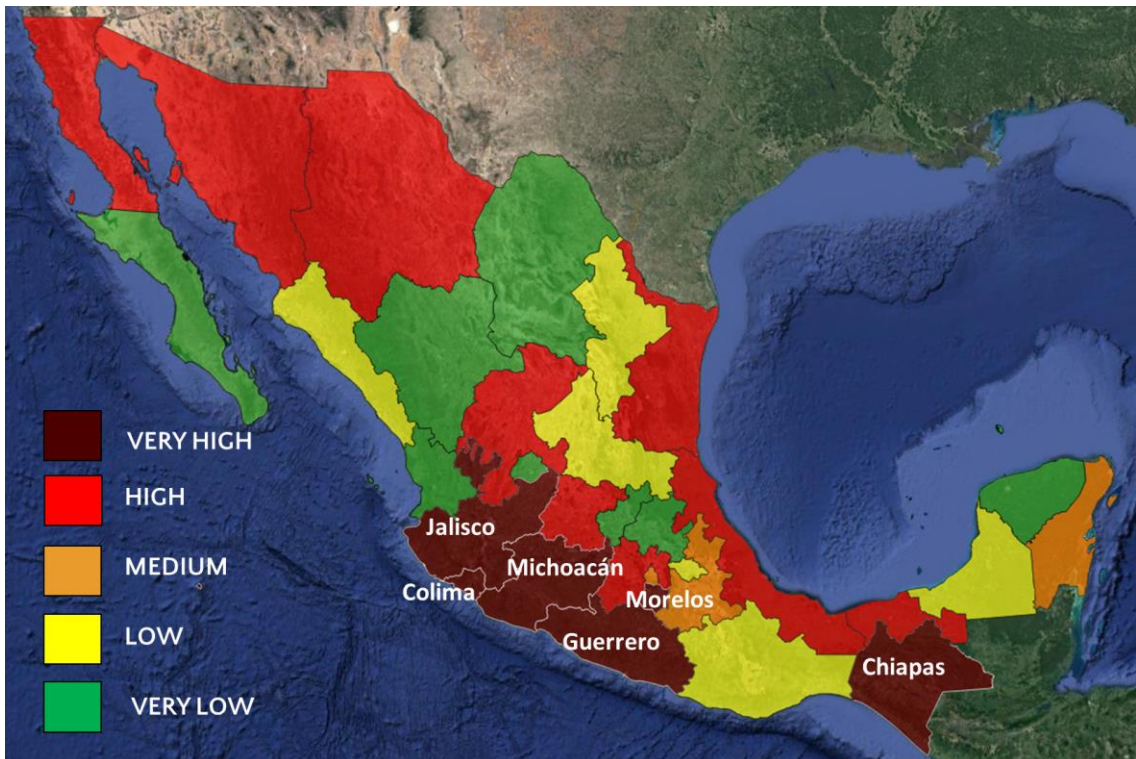 VERY HIGH
HIGH
MEDIUM
LOW
VERY LOW
Jalisco
Michoacán
Colima
Morelos
Guerrero
Chiapas